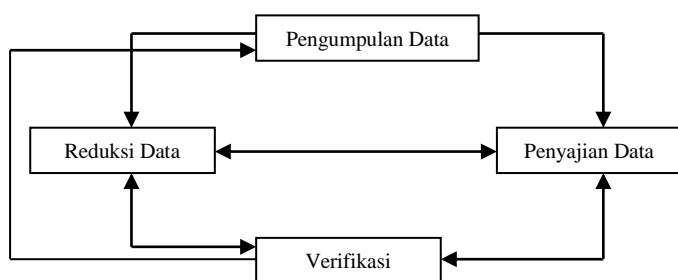 Pengumpulan Data
Reduksi Data
Penyajian Data
Verifikasi